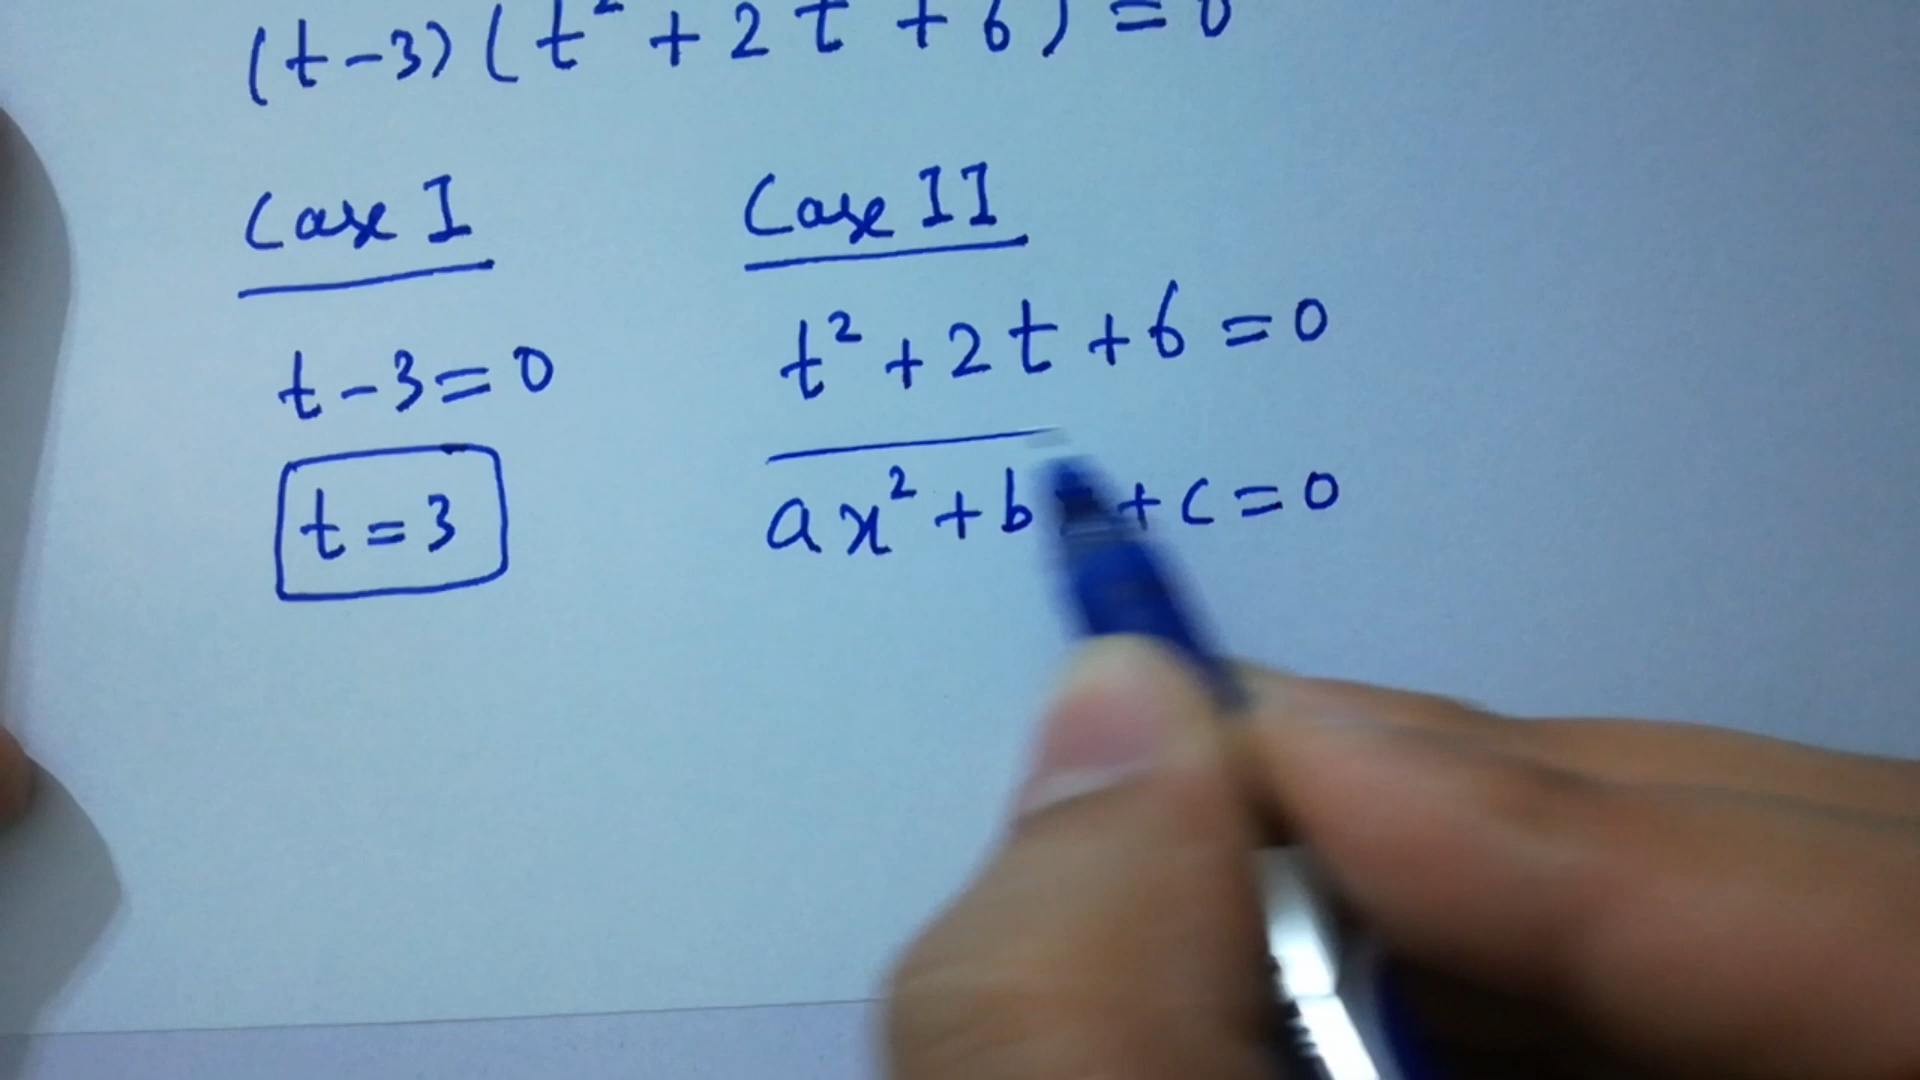 (t-3)(t²+2t+6)=0
Case I
t-3=0
t=3
Case II
t²+2t+6=0
ax²+b +c=0